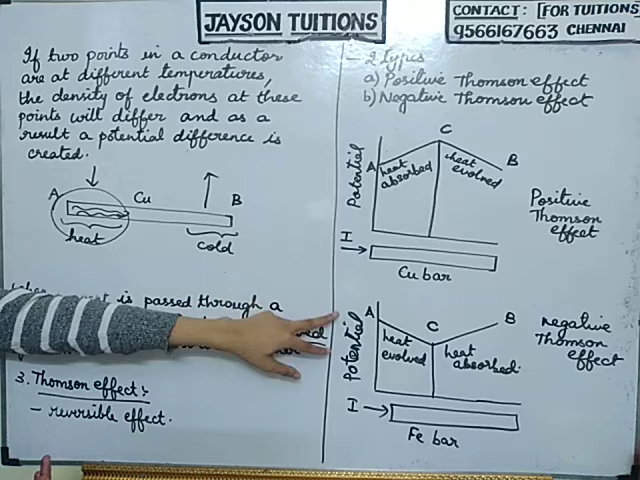 JAYSON TUITIONS
CONTACT: [FOR TUITIONS
9566167663 CHENNAI
If two points in a conductor
are at different temperatures,
the density of electrons at these
points will differ and as a
result a potential difference is
created.
A Cu B
heat cold
is passed through a
3. Thomson effect:-
- reversible effect.
- 2 types
a) Positive Thomson effect
b) Negative Thomson effect
Potential
A C B
heat absorbed
heat evolved
Positive
Thomson
effect
I
Cu bar
Potential
A C B
heat evolved
heat absorbed.
negative
Thomson
effect
I
Fe bar